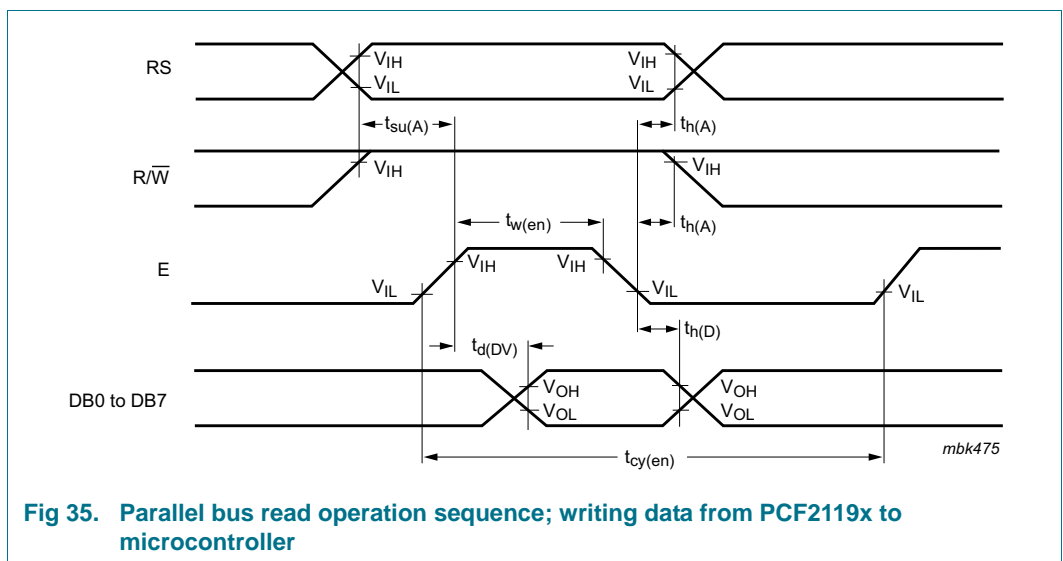 RS
VIH
VIL
VIH
VIL
tsu(A)
th(A)
R/W̅
VIH
VIH
tw(en)
th(A)
E
VIH
VIH
VIL
VIL
VIL
td(DV)
th(D)
DB0 to DB7
VOH
VOL
VOH
VOL
tcy(en)
mbk475
Fig 35. Parallel bus read operation sequence; writing data from PCF2119x to
microcontroller